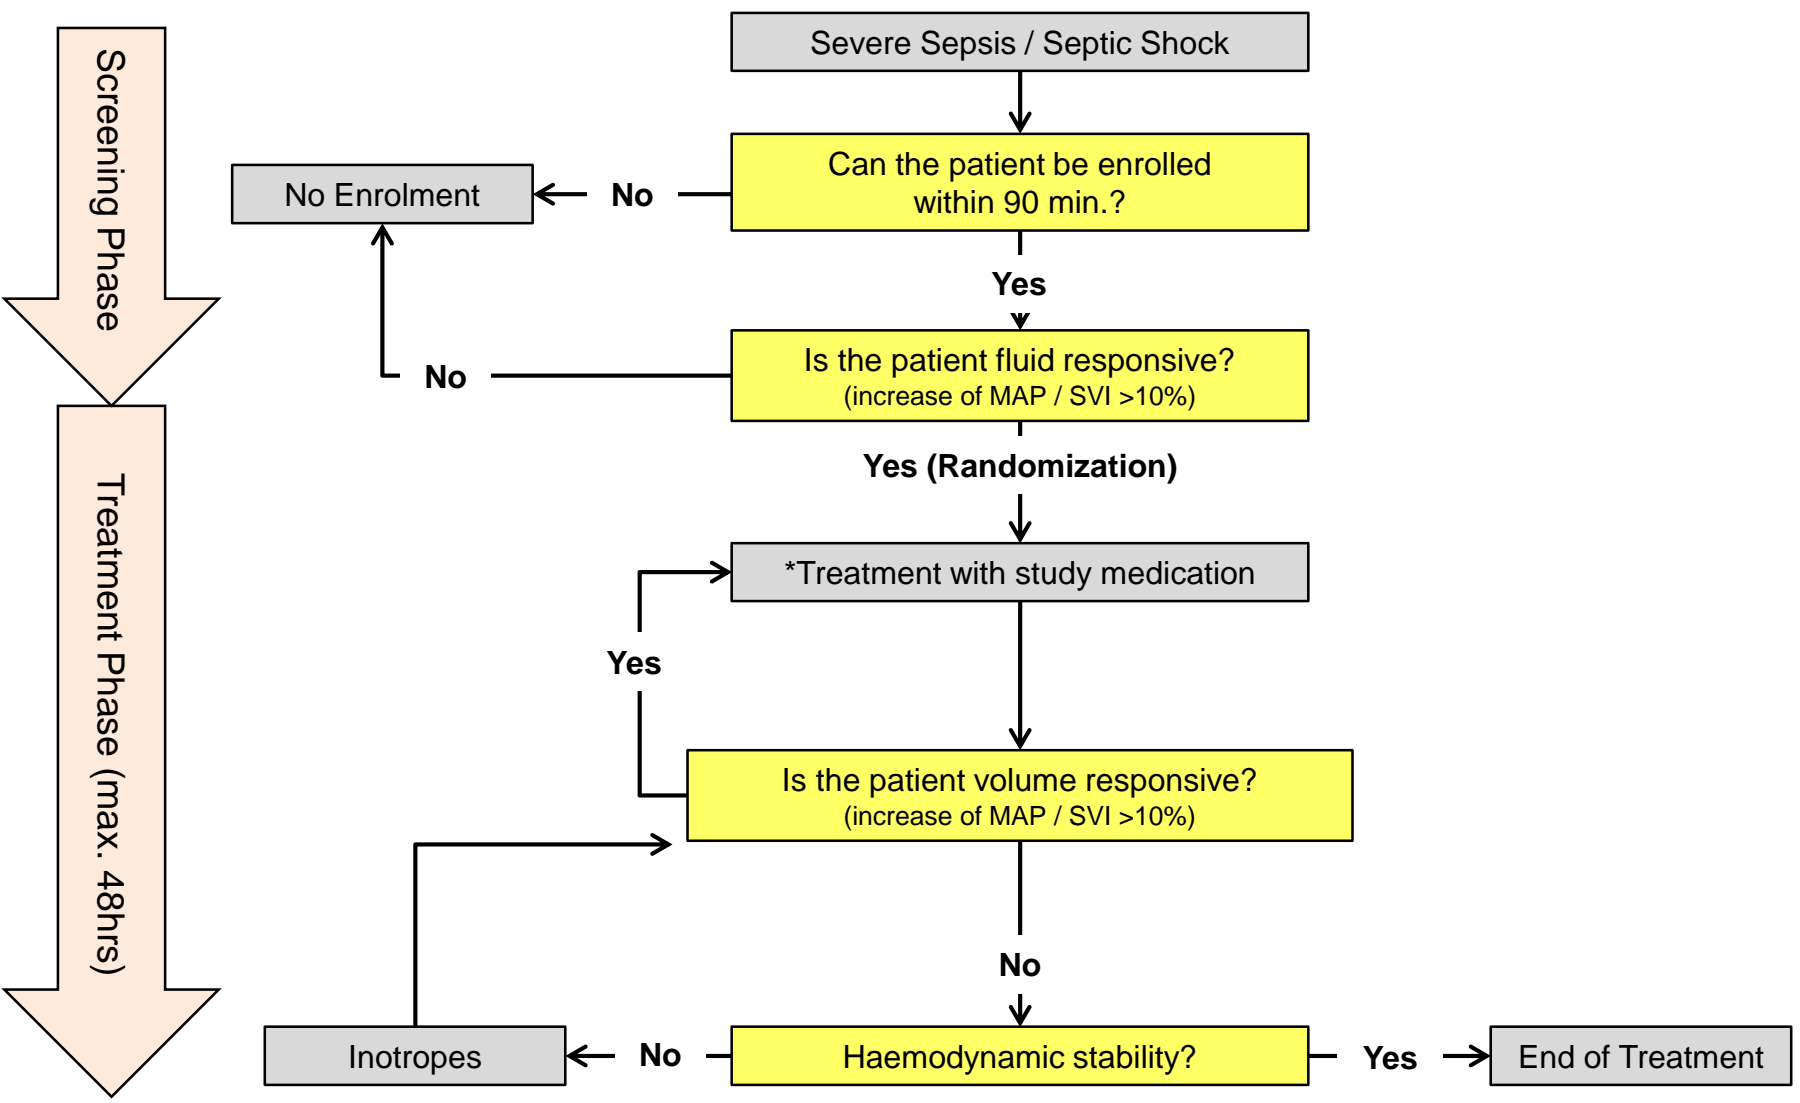 Screening Phase
Severe Sepsis / Septic Shock
Can the patient be enrolled
within 90 min.?
No
No Enrolment
Yes
Is the patient fluid responsive?
(increase of MAP / SVI >10%)
No
Yes (Randomization)
Treatment Phase (max. 48hrs)
*Treatment with study medication
Yes
Is the patient volume responsive?
(increase of MAP / SVI >10%)
No
Inotropes
No
Haemodynamic stability?
Yes
End of Treatment